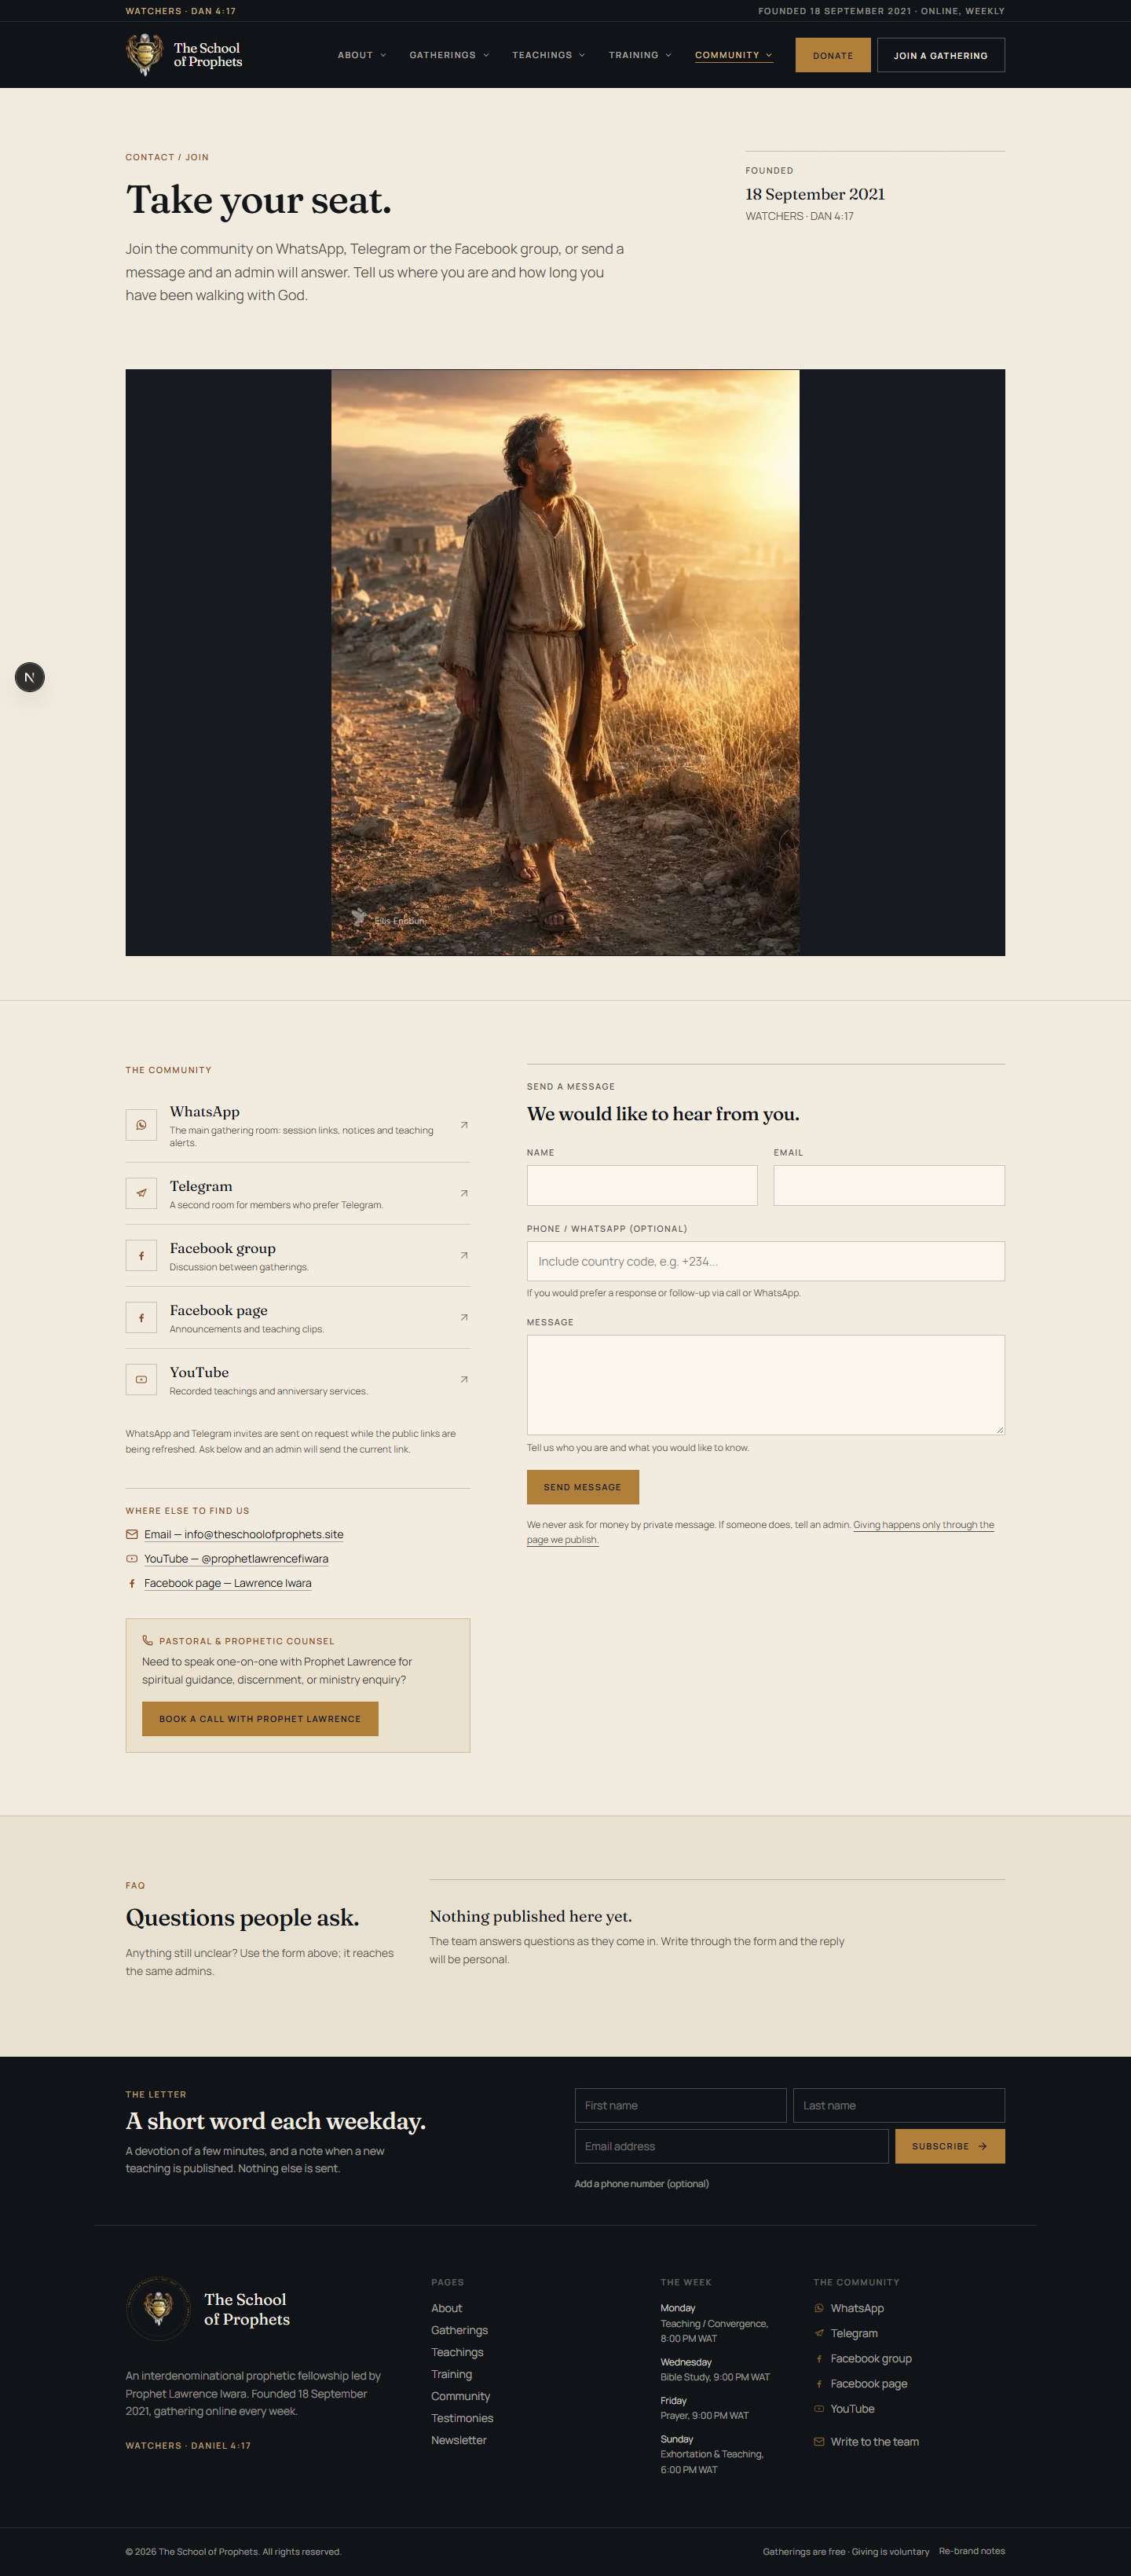 WATCHERS · DAN 4:17
FOUNDED 18 SEPTEMBER 2021 · ONLINE, WEEKLY
The School
of Prophets
ABOUT
GATHERINGS
TEACHINGS
TRAINING
COMMUNITY
DONATE
JOIN A GATHERING
CONTACT / JOIN
Take your seat.
Join the community on WhatsApp, Telegram or the Facebook group, or send a
message and an admin will answer. Tell us where you are and how long you
have been walking with God.
FOUNDED
18 September 2021
WATCHERS · DAN 4:17
N
THE COMMUNITY
WhatsApp
The main gathering room: session links, notices and teaching
alerts.
Telegram
A second room for members who prefer Telegram.
Facebook group
Discussion between gatherings.
Facebook page
Announcements and teaching clips.
YouTube
Recorded teachings and anniversary services.
WhatsApp and Telegram invites are sent on request while the public links are
being refreshed. Ask below and an admin will send the current link.
WHERE ELSE TO FIND US
Email — info@theschoolofprophets.site
YouTube — @prophetlawrencefiwara
Facebook page — Lawrence Iwara
PASTORAL & PROPHETIC COUNSEL
Need to speak one-on-one with Prophet Lawrence for
spiritual guidance, discernment, or ministry enquiry?
BOOK A CALL WITH PROPHET LAWRENCE
SEND A MESSAGE
We would like to hear from you.
NAME
EMAIL
PHONE / WHATSAPP (OPTIONAL)
Include country code, e.g. +234...
If you would prefer a response or follow-up via call or WhatsApp.
MESSAGE
Tell us who you are and what you would like to know.
SEND MESSAGE
We never ask for money by private message. If someone does, tell an admin. Giving happens only through the
page we publish.
FAQ
Questions people ask.
Anything still unclear? Use the form above; it reaches
the same admins.
Nothing published here yet.
The team answers questions as they come in. Write through the form and the reply
will be personal.
THE LETTER
A short word each weekday.
A devotion of a few minutes, and a note when a new
teaching is published. Nothing else is sent.
First name
Last name
Email address
SUBSCRIBE
Add a phone number (optional)
The School
of Prophets
An interdenominational prophetic fellowship led by
Prophet Lawrence Iwara. Founded 18 September
2021, gathering online every week.
WATCHERS · DANIEL 4:17
PAGES
About
Gatherings
Teachings
Training
Community
Testimonies
Newsletter
THE WEEK
Monday
Teaching / Convergence,
8:00 PM WAT
Wednesday
Bible Study, 9:00 PM WAT
Friday
Prayer, 9:00 PM WAT
Sunday
Exhortation & Teaching,
6:00 PM WAT
THE COMMUNITY
WhatsApp
Telegram
Facebook group
Facebook page
YouTube
Write to the team
© 2026 The School of Prophets. All rights reserved.
Gatherings are free · Giving is voluntary
Re-brand notes